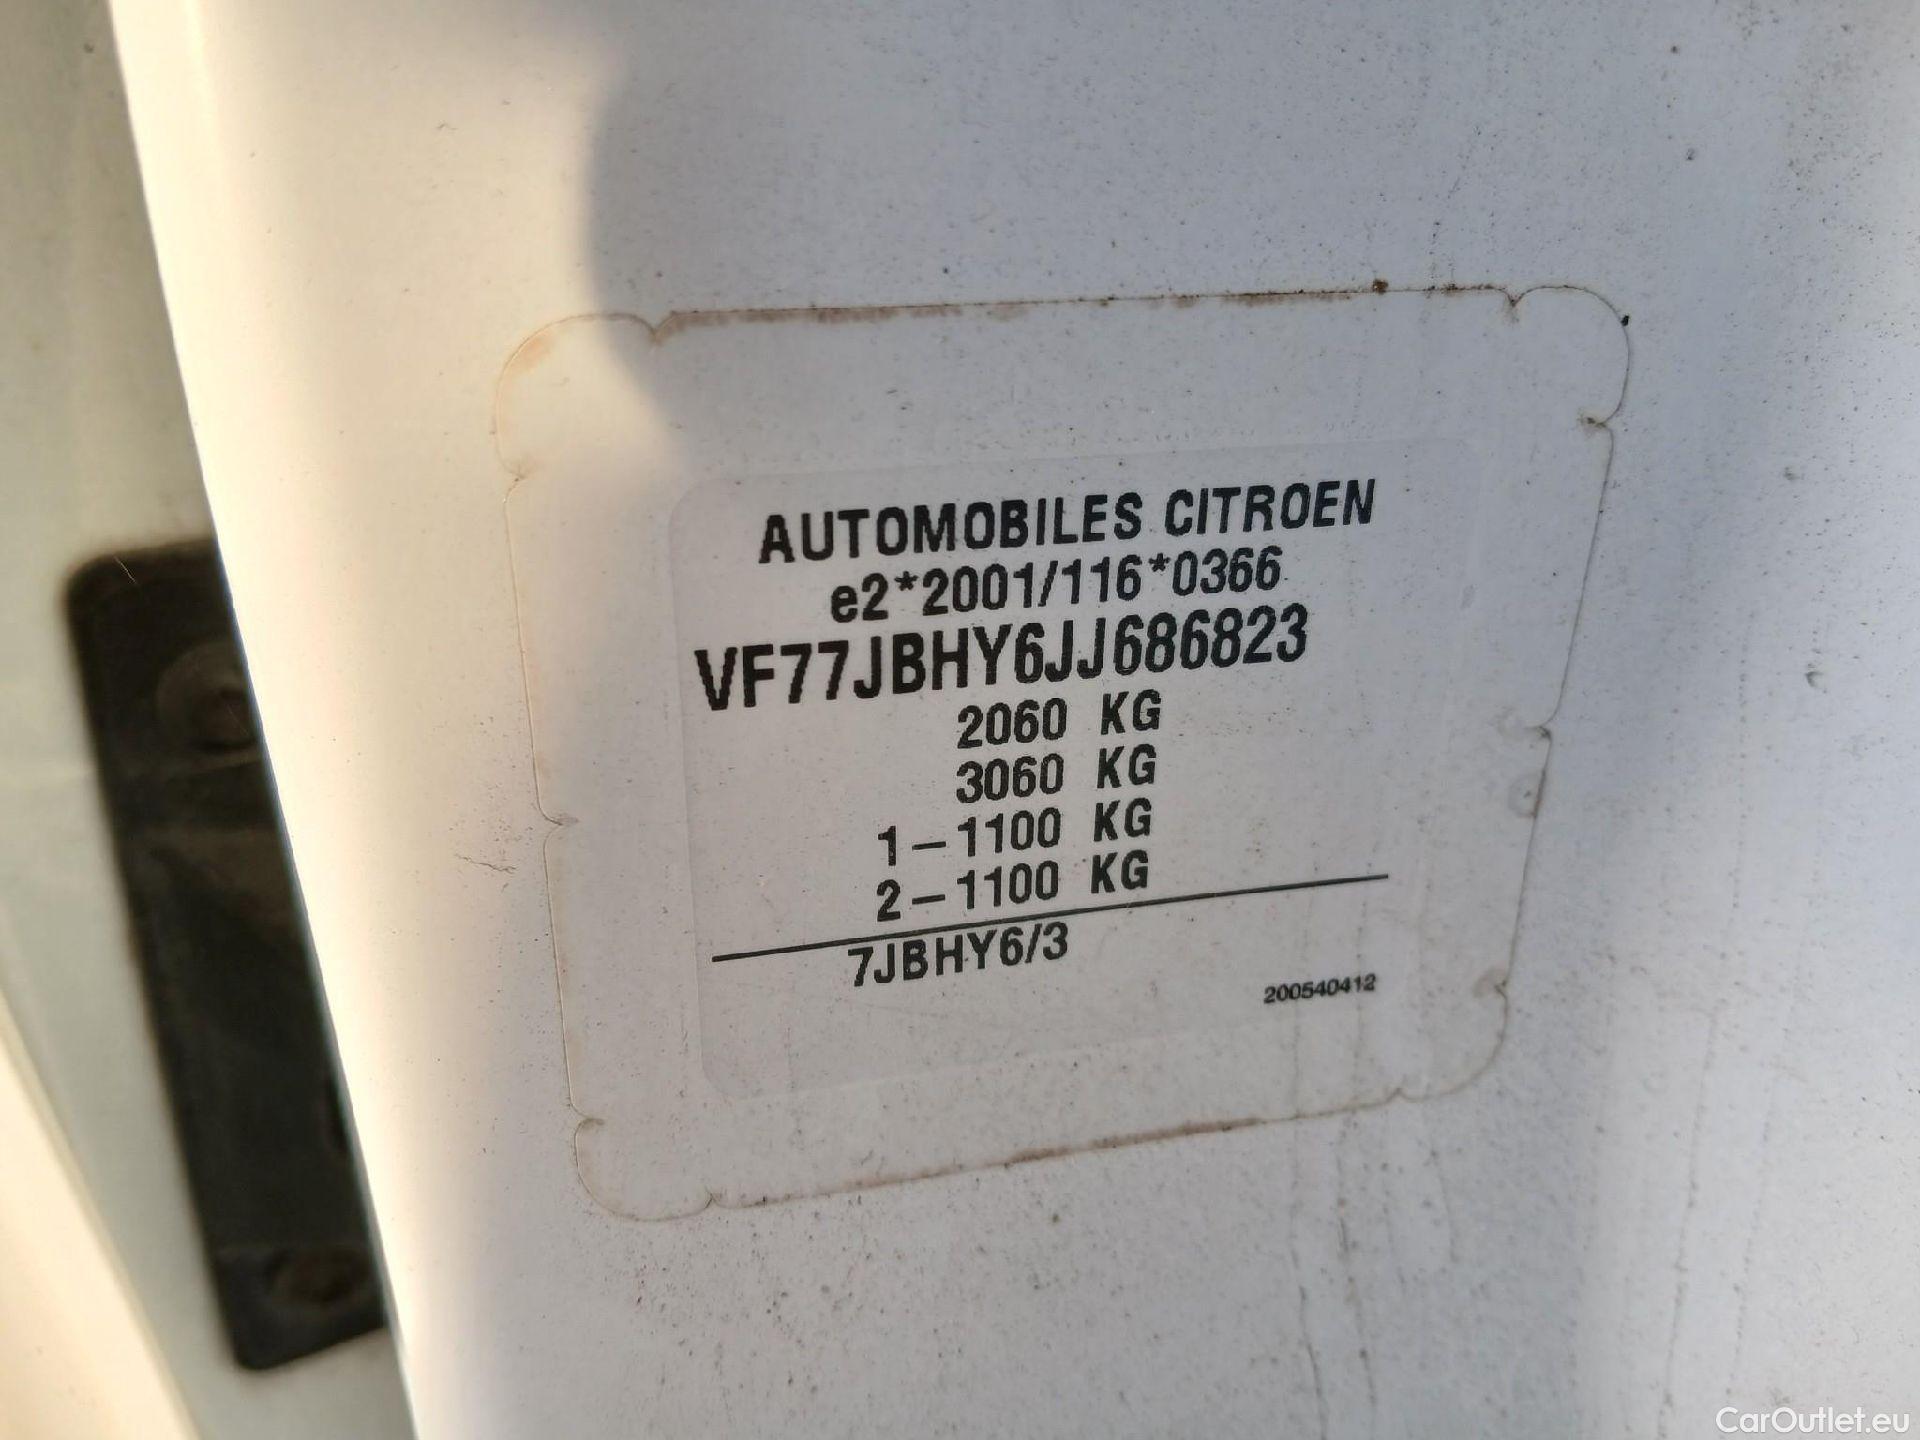 AUTOMOBILES CITROEN
e2*2001/116*0366
VF77JBHY6JJ686823
2060 KG
3060 KG
1-1100 KG
2-1100 KG
7JBHY6/3
200540412
CarOutlet.eu